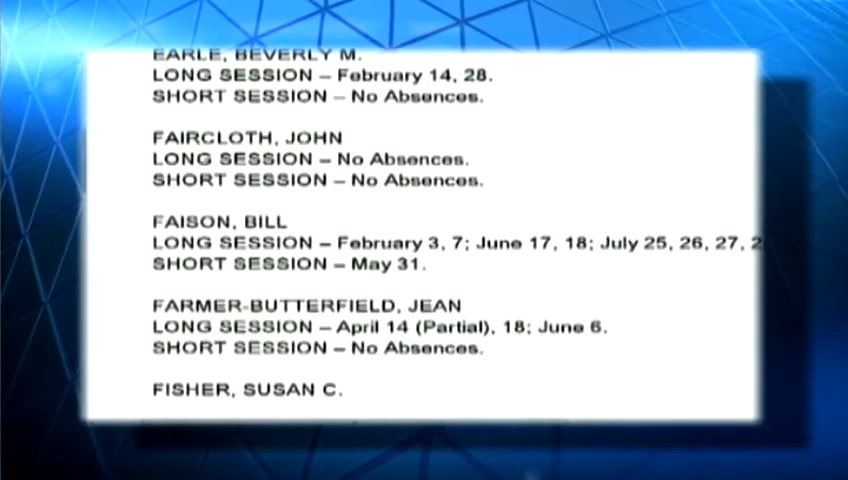 EARLE, BEVERLY M.
LONG SESSION – February 14, 28.
SHORT SESSION – No Absences.
FAIRCLOTH, JOHN
LONG SESSION – No Absences.
SHORT SESSION – No Absences.
FAISON, BILL
LONG SESSION – February 3, 7; June 17, 18; July 25, 26, 27, 2
SHORT SESSION – May 31.
FARMER-BUTTERFIELD, JEAN
LONG SESSION – April 14 (Partial), 18; June 6.
SHORT SESSION – No Absences.
FISHER, SUSAN C.